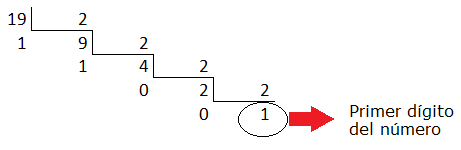 19 2
1 9 2
1 4 2
0 2 2
0 1
Primer dígito
del número